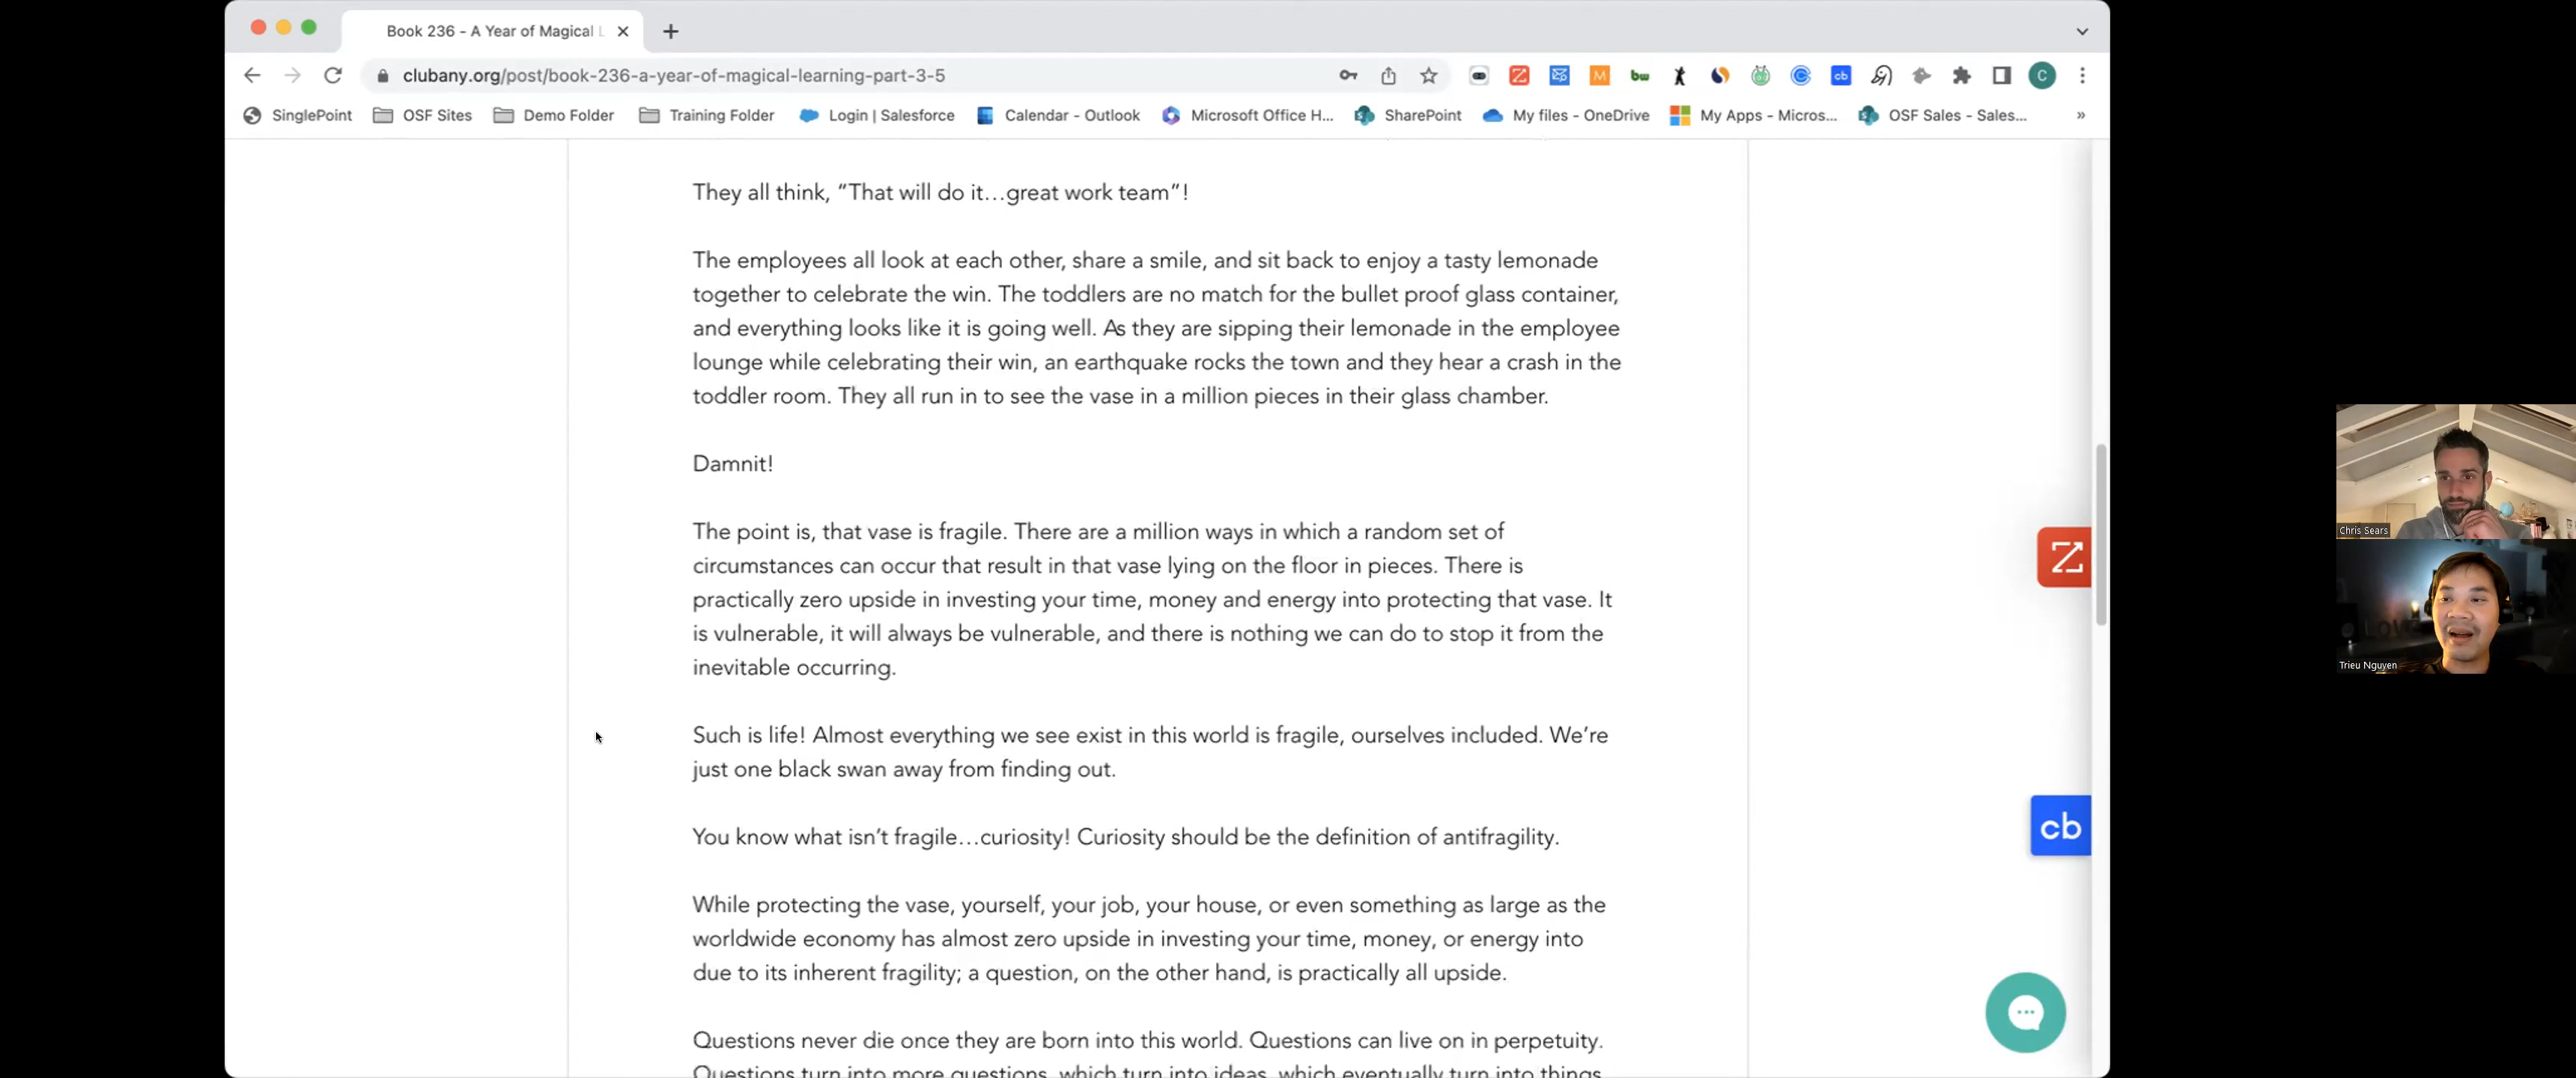 Book 236 - A Year of Magical L
clubany.org/post/book-236-a-year-of-magical-learning-part-3-5
M
bw
cb
C
SinglePoint
OSF Sites
Demo Folder
Training Folder
Login | Salesforce
Calendar - Outlook
Microsoft Office H...
SharePoint
My files - OneDrive
My Apps - Micros...
OSF Sales - Sales...
»
They all think, “That will do it…great work team”!
The employees all look at each other, share a smile, and sit back to enjoy a tasty lemonade
together to celebrate the win. The toddlers are no match for the bullet proof glass container,
and everything looks like it is going well. As they are sipping their lemonade in the employee
lounge while celebrating their win, an earthquake rocks the town and they hear a crash in the
toddler room. They all run in to see the vase in a million pieces in their glass chamber.
Damnit!
The point is, that vase is fragile. There are a million ways in which a random set of
circumstances can occur that result in that vase lying on the floor in pieces. There is
practically zero upside in investing your time, money and energy into protecting that vase. It
is vulnerable, it will always be vulnerable, and there is nothing we can do to stop it from the
inevitable occurring.
Such is life! Almost everything we see exist in this world is fragile, ourselves included. We’re
just one black swan away from finding out.
You know what isn’t fragile…curiosity! Curiosity should be the definition of antifragility.
While protecting the vase, yourself, your job, your house, or even something as large as the
worldwide economy has almost zero upside in investing your time, money, or energy into
due to its inherent fragility; a question, on the other hand, is practically all upside.
Questions never die once they are born into this world. Questions can live on in perpetuity.
Questions turn into more questions, which turn into ideas, which eventually turn into things
cb
Chris Sears
Trieu Nguyen